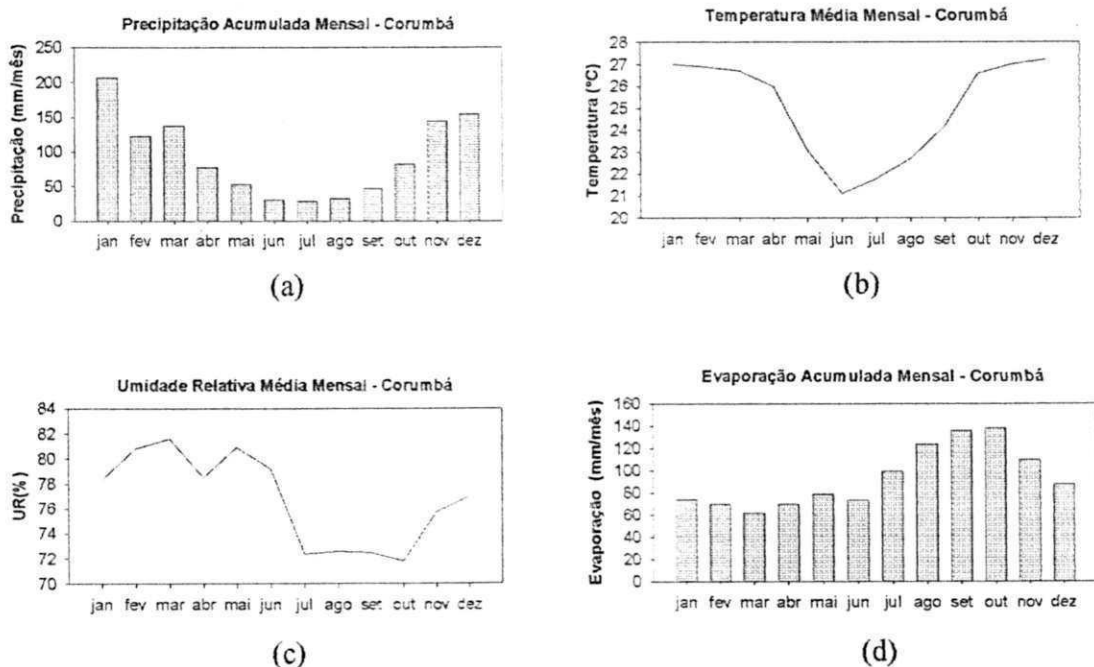 Precipitação Acumulada Mensal - Corumbá
Precipitação (mm/mês)
250
200
150
100
50
0
jan fev mar abr mai jun jul ago set out nov dez
(a)
Temperatura Média Mensal - Corumbá
Temperatura (°C)
28
27
26
25
24
23
22
21
20
jan fev mar abr mai jun jul ago set out nov dez
(b)
Umidade Relativa Média Mensal - Corumbá
UR(%)
84
82
80
78
76
74
72
70
jan fev mar abr mai jun jul ago set out nov dez
(c)
Evaporação Acumulada Mensal - Corumbá
Evaporação (mm/mês)
160
140
120
100
80
60
40
20
0
jan fev mar abr mai jun jul ago set out nov dez
(d)